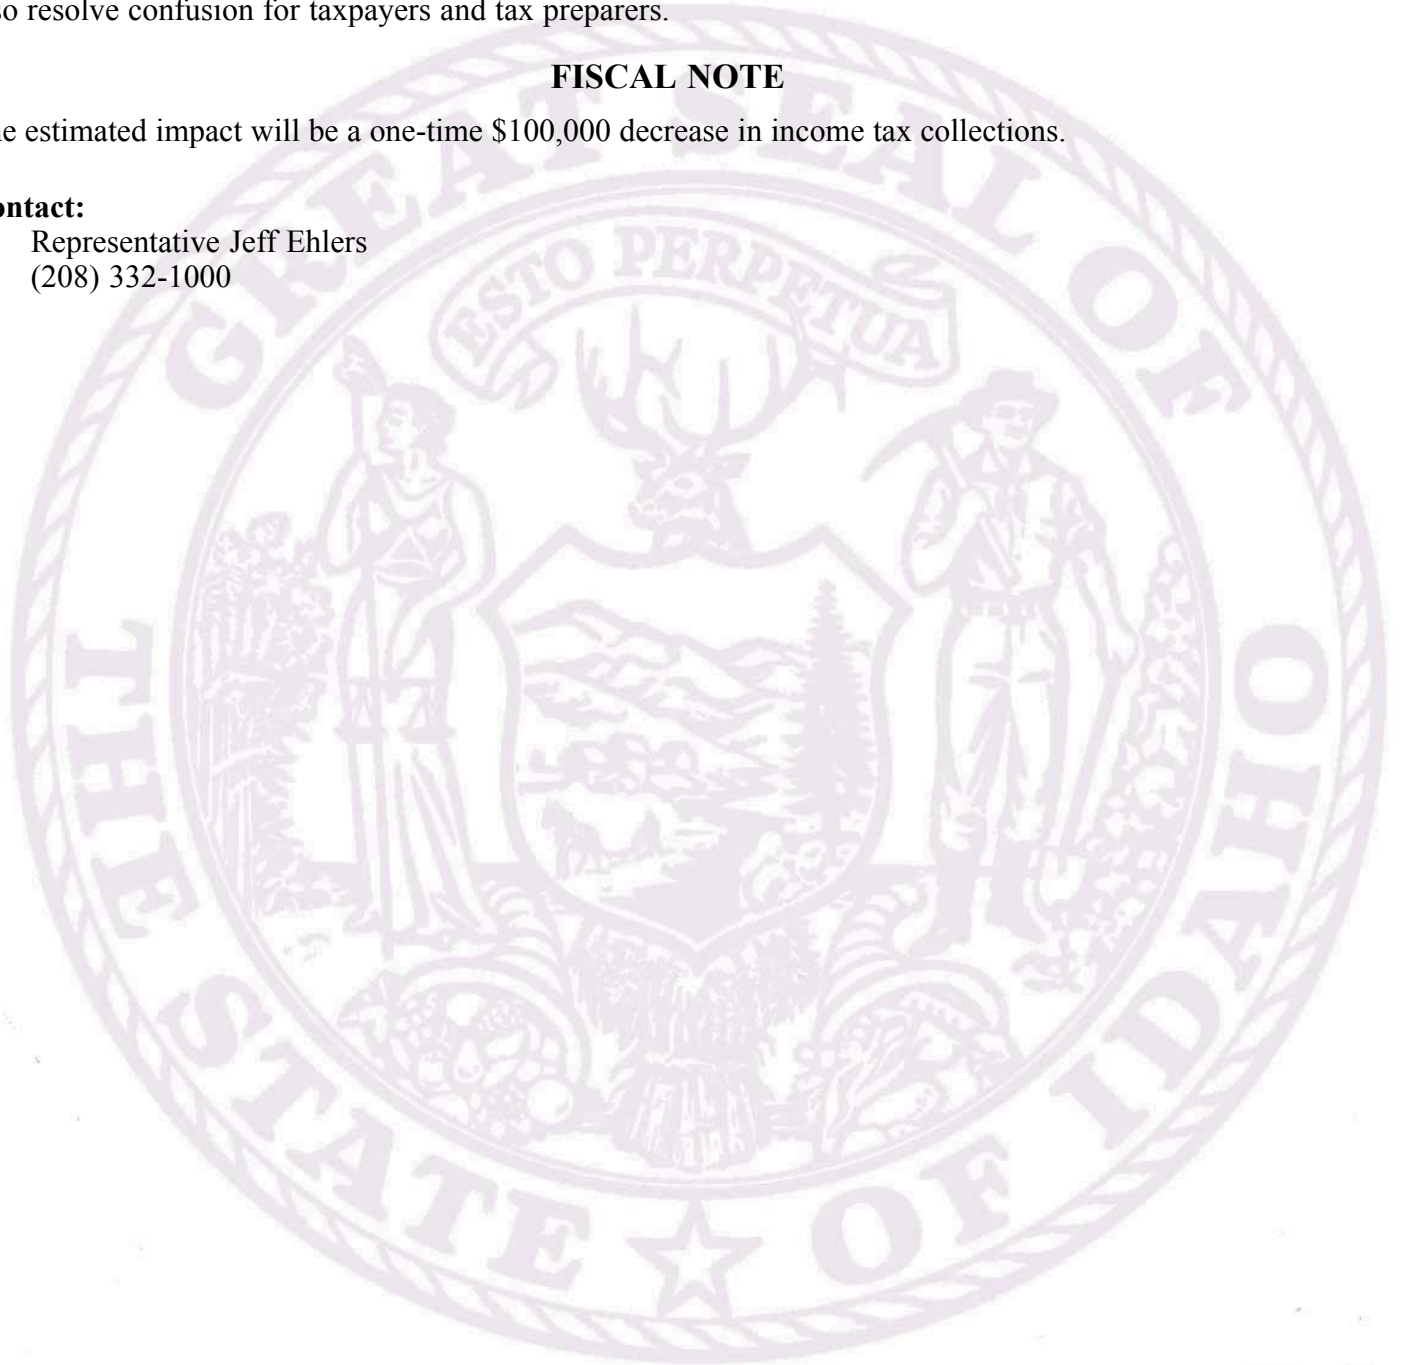 so resolve confusion for taxpayers and tax preparers.
FISCAL NOTE
he estimated impact will be a one-time $100,000 decrease in income tax collections.
ontact:
Representative Jeff Ehlers
(208) 332-1000
GREAT SEAL OF
ESTO PERPETUA
THE STATE OF IDAHO